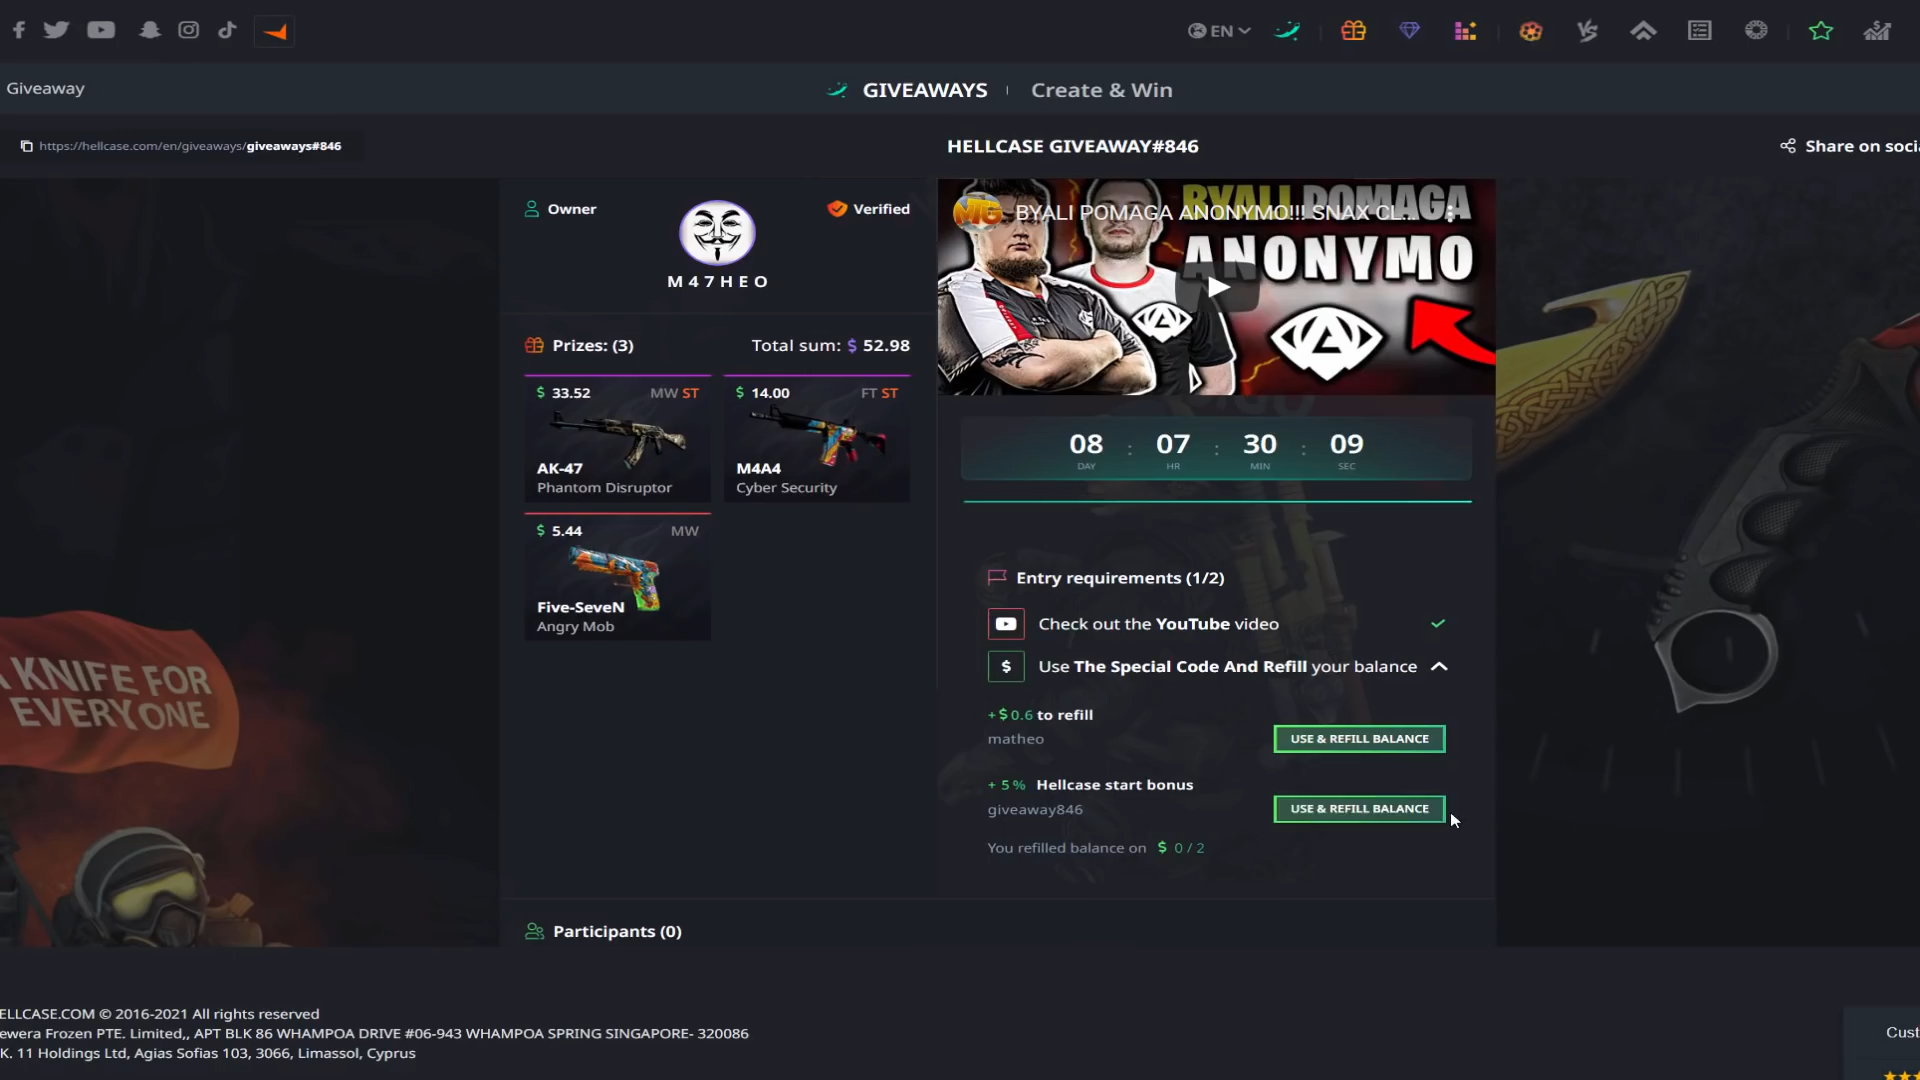 EN
Giveaway
GIVEAWAYS
Create & Win
https://hellcase.com/en/giveaways/giveaways#846
HELLCASE GIVEAWAY#846
Share on soci
Owner
Verified
M47HEO
BYALI POMAGA
BYALI POMAGA ANONYMO!!! SNAX CL...
ANONYMO
Prizes: (3)
Total sum: $ 52.98
$ 33.52 MW ST
AK-47
Phantom Disruptor
$ 14.00 FT ST
M4A4
Cyber Security
$ 5.44 MW
Five-SeveN
Angry Mob
08 : 07 : 30 : 09
DAY HR MIN SEC
Entry requirements (1/2)
Check out the YouTube video
$ Use The Special Code And Refill your balance
+$0.6 to refill
matheo
USE & REFILL BALANCE
+ 5% Hellcase start bonus
giveaway846
USE & REFILL BALANCE
You refilled balance on $ 0 / 2
Participants (0)
KNIFE FOR
EVERYONE
ELLCASE.COM © 2016-2021 All rights reserved
ewera Frozen PTE. Limited,, APT BLK 86 WHAMPOA DRIVE #06-943 WHAMPOA SPRING SINGAPORE- 320086
K. 11 Holdings Ltd, Agias Sofias 103, 3066, Limassol, Cyprus
Cust